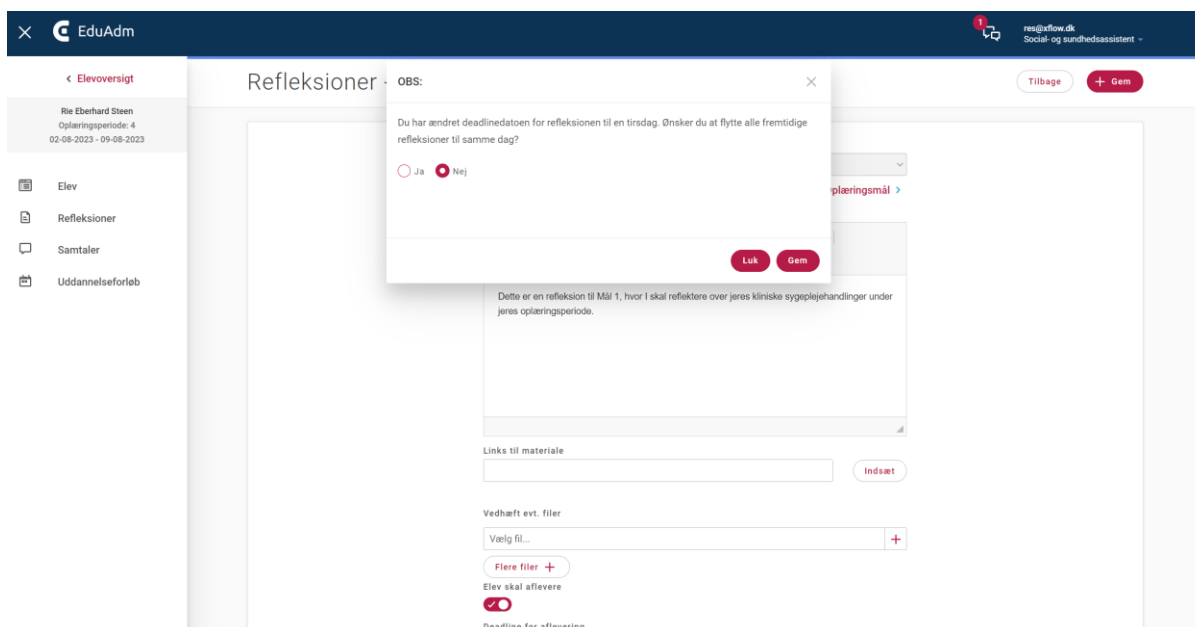 EduAdm
1
res@xflow.dk
Social- og sundhedsassistent
Elevoversigt
Rie Eberhard Steen
Oplæringsperiode: 4
02-08-2023 - 09-08-2023
Elev
Refleksioner
Samtaler
Uddannelseforløb
Refleksioner -
Tilbage
+ Gem
OBS:
Du har ændret deadlinedatoen for refleksionen til en tirsdag. Ønsker du at flytte alle fremtidige
refleksioner til samme dag?
Ja Nej
Luk Gem
plæringsmål
Dette er en refleksion til Mål 1, hvor I skal reflektere over jeres kliniske sygeplejehandlinger under
jeres oplæringsperiode.
Links til materiale
Indsæt
Vedhæft evt. filer
Vælg fil...
Flere filer +
Elev skal aflevere
Deadline for aflevering